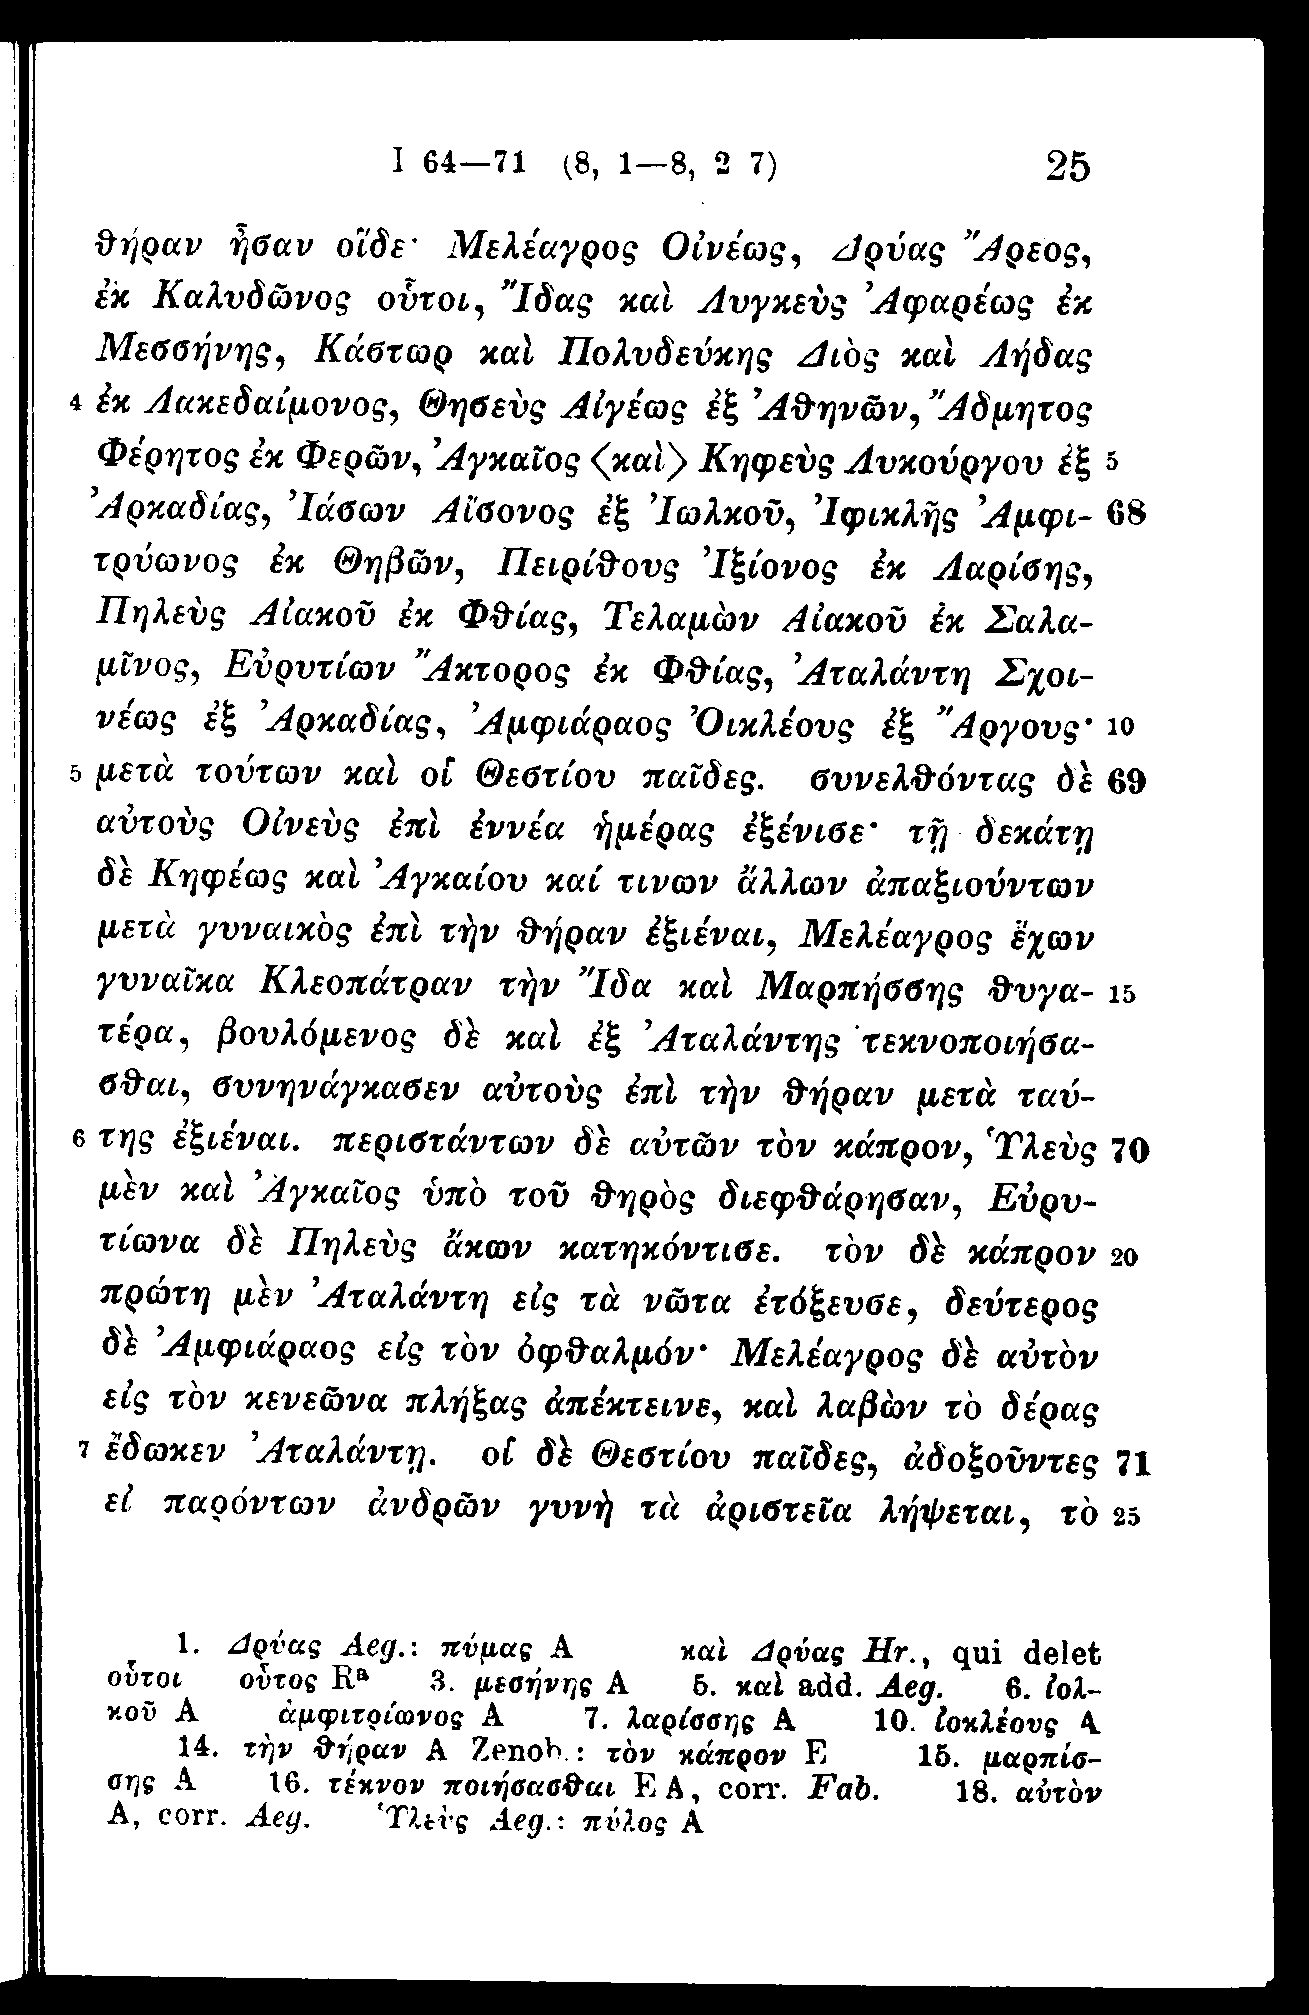 I 64—71 (8, 1—8, 2 7) 25
θήραν ἦσαν οἵδε· Μελέαγρος Οἰνέως, Δρύας Ἄρεος,
ἐκ Καλυδῶνος οὗτοι, Ἴδας καὶ Λυγκεὺς Ἀφαρέως ἐκ
Μεσσήνης, Κάστωρ καὶ Πολυδεύκης Διὸς καὶ Λήδας
4 ἐκ Λακεδαίμονος, Θησεὺς Αἰγέως ἐξ Ἀθηνῶν, Ἄδμητος
Φέρητος ἐκ Φερῶν, Ἀγκαῖος ⟨καὶ⟩ Κηφεὺς Λυκούργου ἐξ 5
Ἀρκαδίας, Ἰάσων Αἴσονος ἐξ Ἰωλκοῦ, Ἰφικλῆς Ἀμφι- 68
τρύωνος ἐκ Θηβῶν, Πειρίθους Ἰξίονος ἐκ Λαρίσης,
Πηλεὺς Αἰακοῦ ἐκ Φθίας, Τελαμὼν Αἰακοῦ ἐκ Σαλα-
μῖνος, Εὐρυτίων Ἄκτορος ἐκ Φθίας, Ἀταλάντη Σχοι-
νέως ἐξ Ἀρκαδίας, Ἀμφιάραος Ὀικλέους ἐξ Ἄργους· 10
5 μετὰ τούτων καὶ οἱ Θεστίου παῖδες. συνελθόντας δὲ 69
αὐτοὺς Οἰνεὺς ἐπὶ ἐννέα ἡμέρας ἐξένισε· τῇ δεκάτῃ
δὲ Κηφέως καὶ Ἀγκαίου καί τινων ἄλλων ἀπαξιούντων
μετὰ γυναικὸς ἐπὶ τὴν θήραν ἐξιέναι, Μελέαγρος ἔχων
γυναῖκα Κλεοπάτραν τὴν Ἴδα καὶ Μαρπήσσης θυγα- 15
τέρα, βουλόμενος δὲ καὶ ἐξ Ἀταλάντης τεκνοποιήσα-
σθαι, συνηνάγκασεν αὐτοὺς ἐπὶ τὴν θήραν μετὰ ταύ-
6 της ἐξιέναι. περιστάντων δὲ αὐτῶν τὸν κάπρον, Ὑλεὺς 70
μὲν καὶ Ἀγκαῖος ὑπὸ τοῦ θηρὸς διεφθάρησαν, Εὐρυ-
τίωνα δὲ Πηλεὺς ἄκων κατηκόντισε. τὸν δὲ κάπρον 20
πρώτη μὲν Ἀταλάντη εἰς τὰ νῶτα ἐτόξευσε, δεύτερος
δὲ Ἀμφιάραος εἰς τὸν ὀφθαλμόν· Μελέαγρος δὲ αὐτὸν
εἰς τὸν κενεῶνα πλήξας ἀπέκτεινε, καὶ λαβὼν τὸ δέρας
7 ἔδωκεν Ἀταλάντῃ. οἱ δὲ Θεστίου παῖδες, ἀδοξοῦντες 71
εἰ παρόντων ἀνδρῶν γυνὴ τὰ ἀριστεῖα λήψεται, τὸ 25
1. Δρύας Aeg.: πύμας A καὶ Δρύας Hr., qui delet
οὗτοι οὗτος Rª 3. μεσήνης A 5. καὶ add. Aeg. 6. ἰολ-
κοῦ A ἀμφιτρίωνος A 7. λαρίσσης A 10. ἰοκλέους A
14. τὴν θήραν A Zenob.: τὸν κάπρον E 15. μαρπίσ-
σης A 16. τέκνον ποιήσασθαι E A, corr. Fab. 18. αὐτὸν
A, corr. Aeg. Ὑλεὺς Aeg.: πύλος A